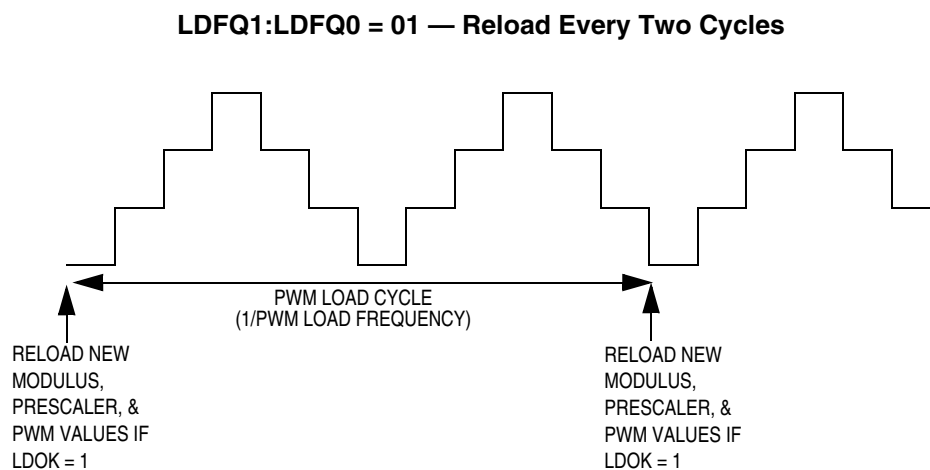 LDFQ1:LDFQ0 = 01 — Reload Every Two Cycles
PWM LOAD CYCLE
(1/PWM LOAD FREQUENCY)
RELOAD NEW
MODULUS,
PRESCALER, &
PWM VALUES IF
LDOK = 1
RELOAD NEW
MODULUS,
PRESCALER, &
PWM VALUES IF
LDOK = 1